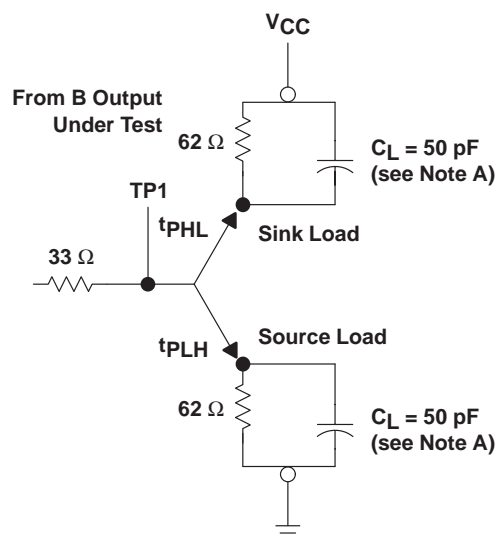 VCC
From B Output
Under Test
62 Ω
CL = 50 pF
(see Note A)
TP1
tPHL
Sink Load
33 Ω
tPLH
Source Load
62 Ω
CL = 50 pF
(see Note A)